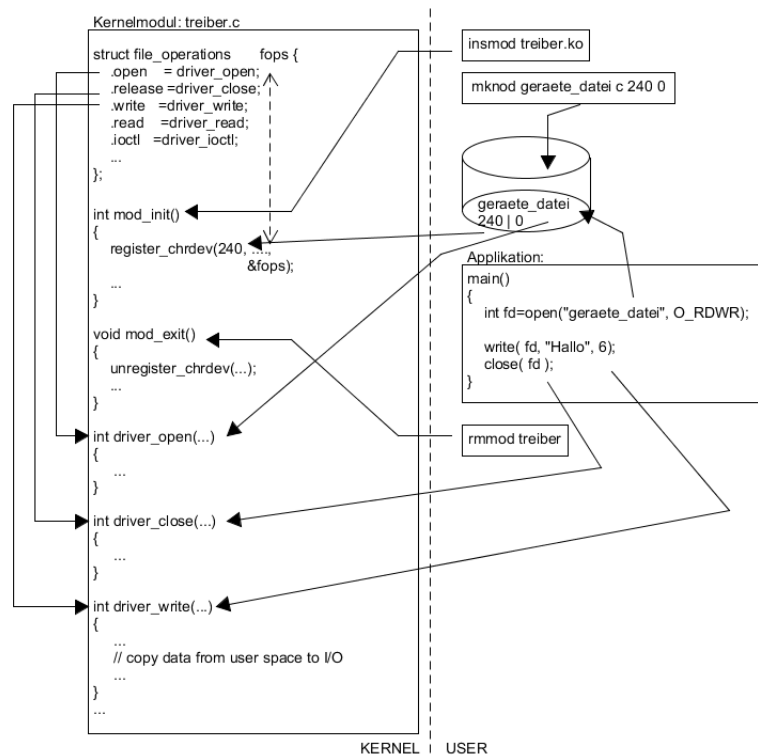 Kernelmodul: treiber.c
struct file_operations fops {
.open = driver_open;
.release =driver_close;
.write =driver_write;
.read =driver_read;
.ioctl =driver_ioctl;
...
};
int mod_init()
{
register_chrdev(240, ....,
&fops);
...
}
void mod_exit()
{
unregister_chrdev(...);
...
}
int driver_open(...)
{
...
}
int driver_close(...)
{
...
}
int driver_write(...)
{
...
// copy data from user space to I/O
...
}
...
KERNEL
insmod treiber.ko
mknod geraete_datei c 240 0
geraete_datei
240 | 0
Applikation:
main()
{
int fd=open("geraete_datei", O_RDWR);
write( fd, "Hallo", 6);
close( fd );
}
rmmod treiber
USER